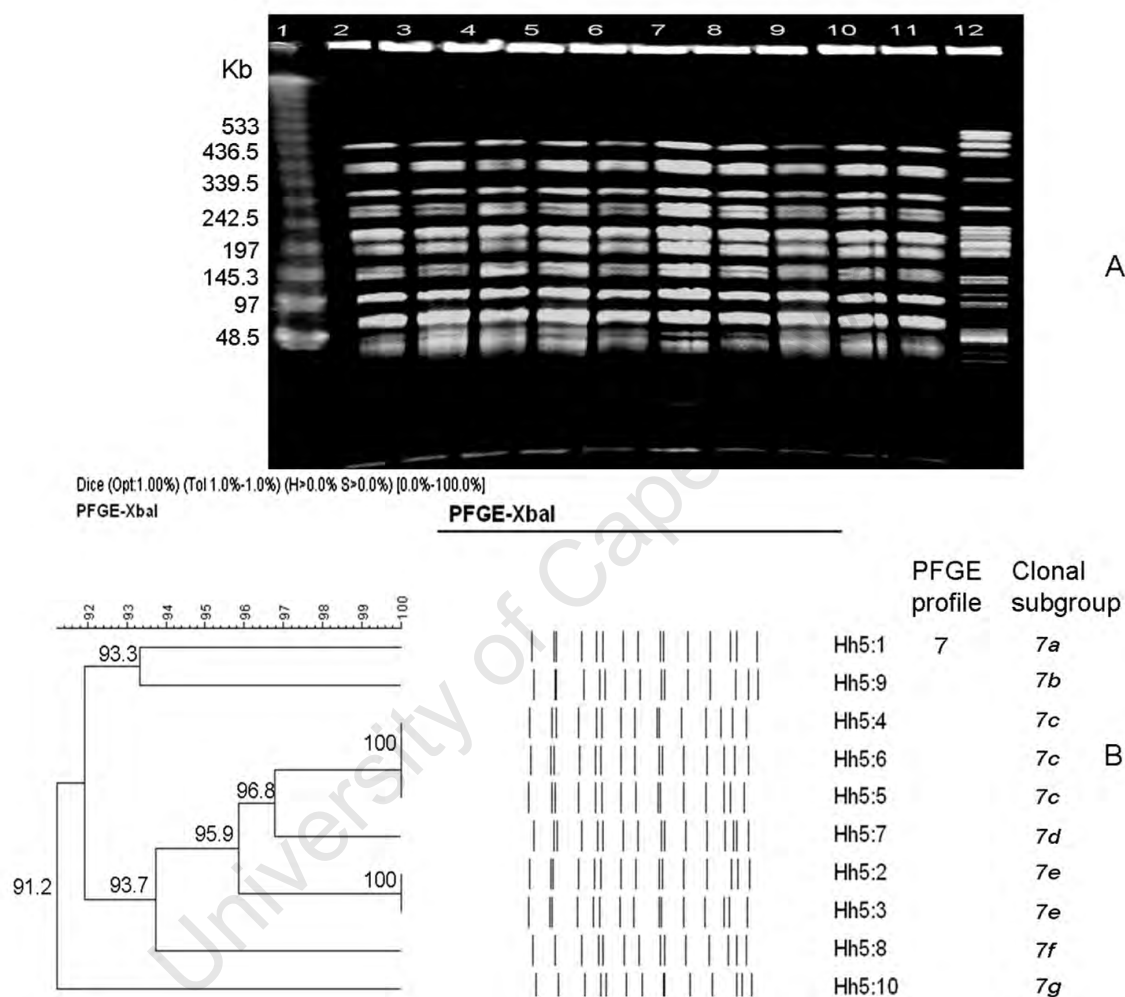 1 2 3 4 5 6 7 8 9 10 11 12
Kb
533
436.5
339.5
242.5
197
145.3
97
48.5
A
Dice (Opt:1.00%) (Tol 1.0%-1.0%) (H>0.0% S>0.0%) [0.0%-100.0%]
PFGE-XbaI
PFGE-XbaI
PFGE profile
Clonal subgroup
92 93 94 95 96 97 98 99 100
93.3
100
96.8
95.9
100
93.7
91.2
Hh5:1 7 7a
Hh5:9 7b
Hh5:4 7c
Hh5:6 7c
Hh5:5 7c
Hh5:7 7d
Hh5:2 7e
Hh5:3 7e
Hh5:8 7f
Hh5:10 7g
B
University of Cape